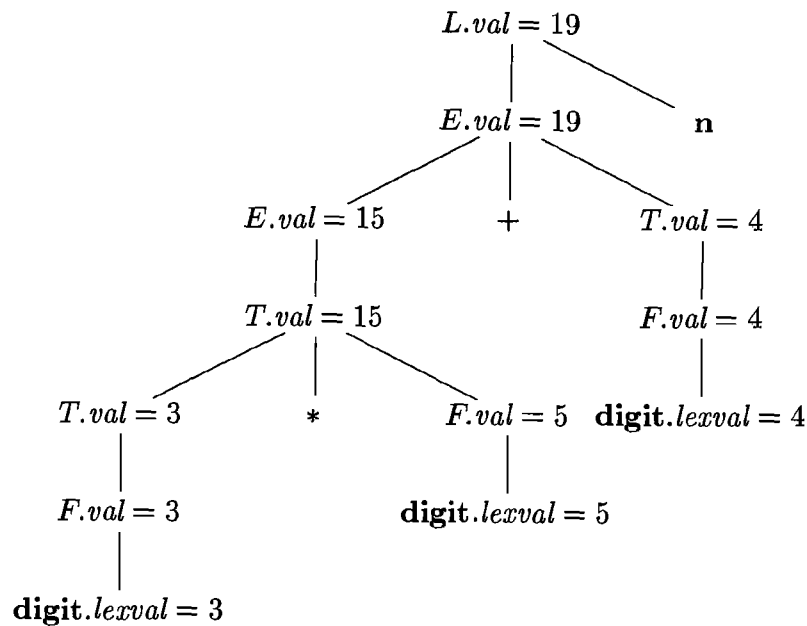 L.val = 19
E.val = 19 n
E.val = 15 + T.val = 4
T.val = 15 F.val = 4
T.val = 3 * F.val = 5 digit.lexval = 4
F.val = 3 digit.lexval = 5
digit.lexval = 3